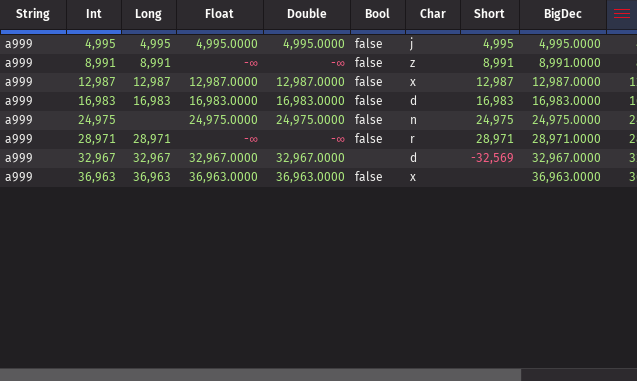 String Int Long Float Double Bool Char Short BigDec
a999 4,995 4,995 4,995.0000 4,995.0000 false j 4,995 4,995.0000
a999 8,991 8,991 -∞ -∞ false z 8,991 8,991.0000
a999 12,987 12,987 12,987.0000 12,987.0000 false x 12,987 12,987.0000 1
a999 16,983 16,983 16,983.0000 16,983.0000 false d 16,983 16,983.0000 1
a999 24,975 24,975.0000 24,975.0000 false n 24,975 24,975.0000 2
a999 28,971 28,971 -∞ -∞ false r 28,971 28,971.0000 2
a999 32,967 32,967 32,967.0000 32,967.0000 d -32,569 32,967.0000 3
a999 36,963 36,963 36,963.0000 36,963.0000 false x 36,963.0000 3